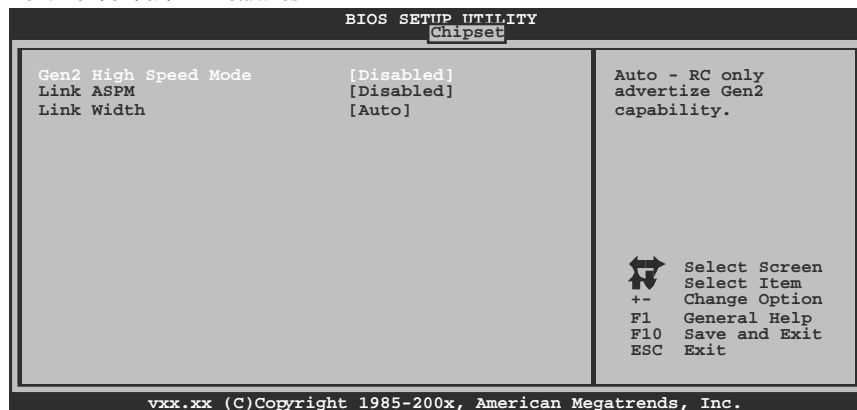 BIOS SETUP UTILITY
Chipset
Gen2 High Speed Mode [Disabled]
Link ASPM [Disabled]
Link Width [Auto]
Auto - RC only
advertize Gen2
capability.
Select Screen
Select Item
+- Change Option
F1 General Help
F10 Save and Exit
ESC Exit
vxx.xx (C)Copyright 1985-200x, American Megatrends, Inc.